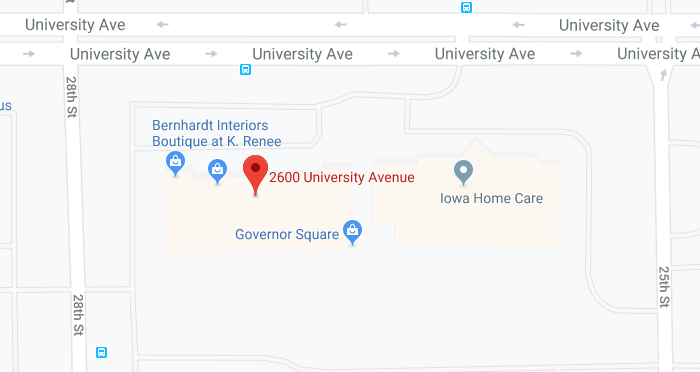 University Ave
University Ave
University Ave
University Ave
University Ave
University A
28th St
us
Bernhardt Interiors
Boutique at K. Renee
2600 University Avenue
Iowa Home Care
Governor Square
25th St
28th St